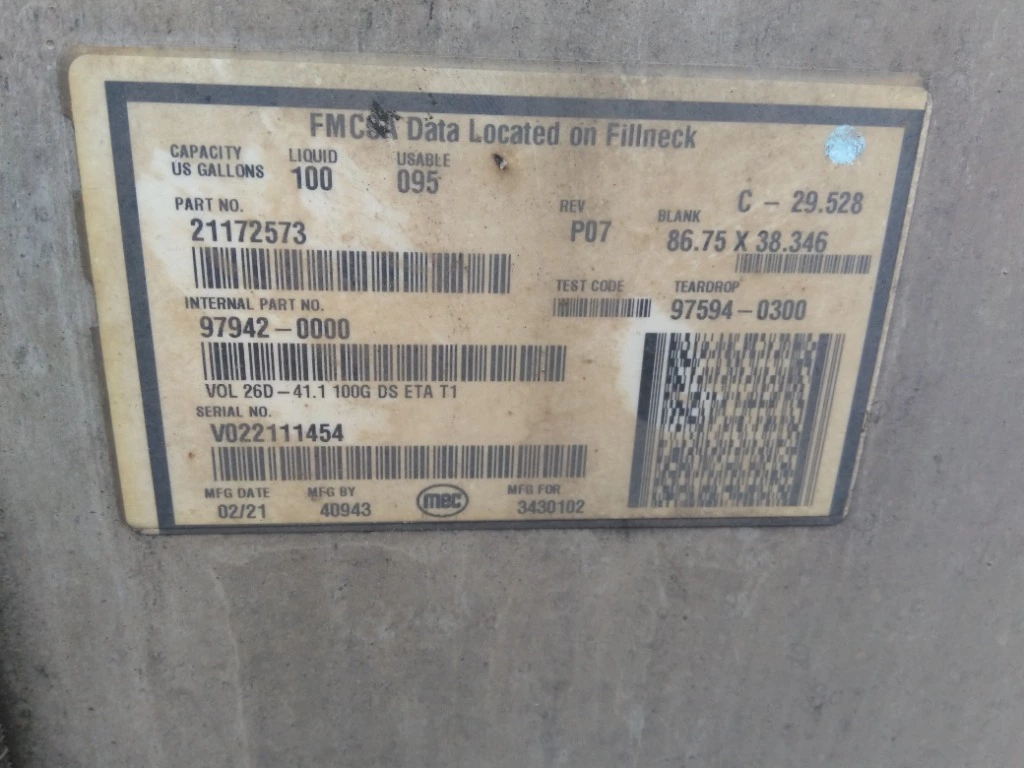 FMCSA Data Located on Fillneck
CAPACITY US GALLONS
LIQUID 100
USABLE 095
PART NO.
21172573
REV
P07
BLANK
C - 29.528
86.75 X 38.346
INTERNAL PART NO.
97942-0000
TEST CODE
TEARDROP
97594-0300
VOL 26D-41.1 100G DS ETA T1
SERIAL NO.
V022111454
MFG DATE
02/21
MFG BY
40943
mec
MFG FOR
3430102